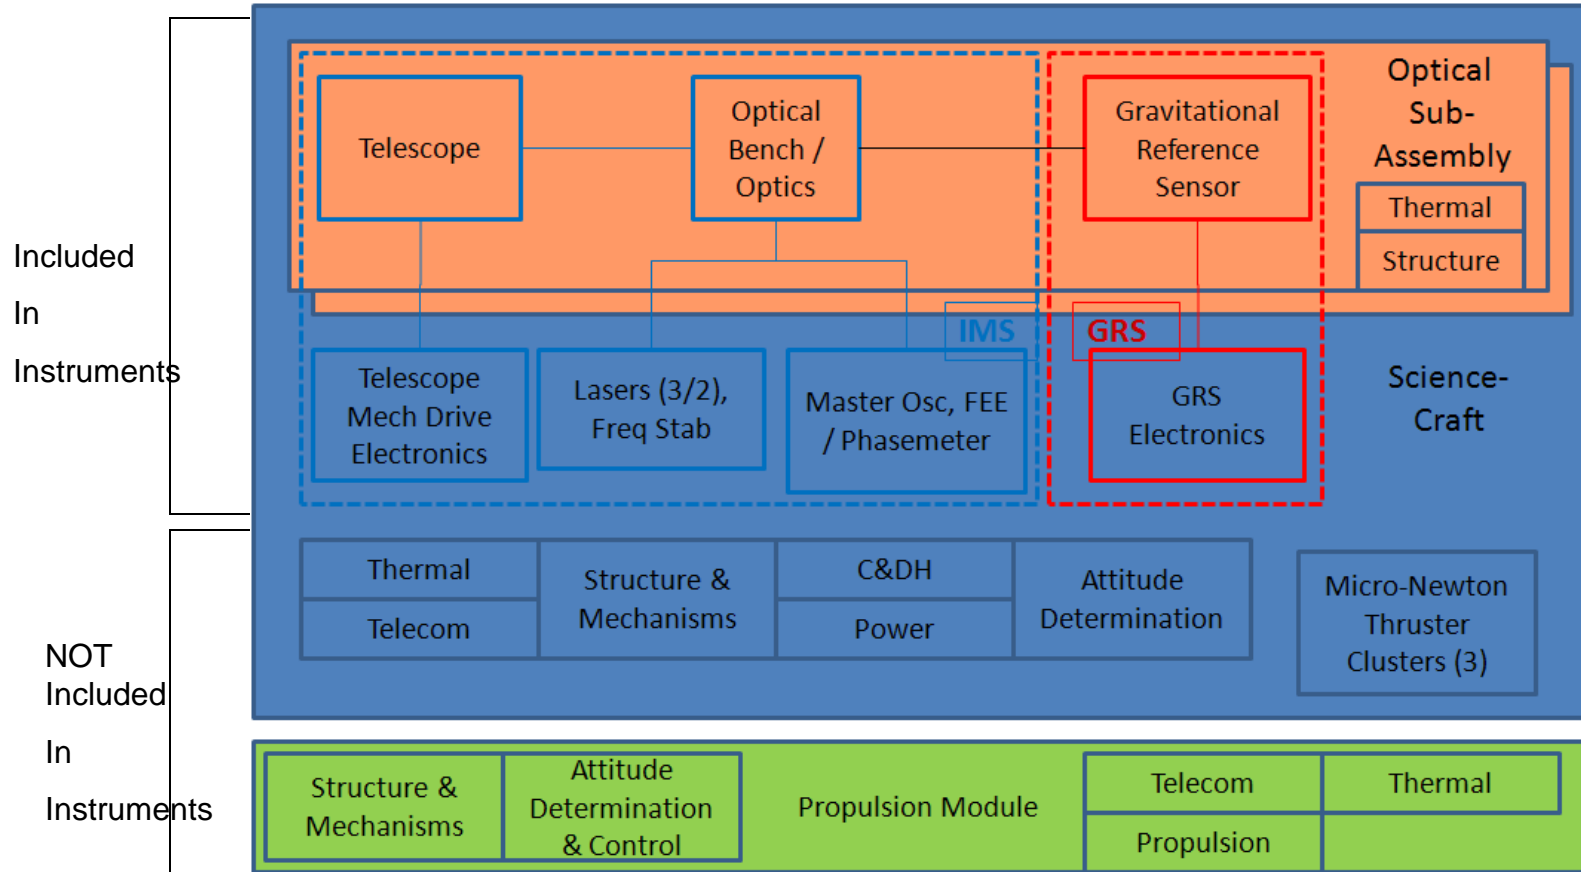 Included
In
Instruments
Telescope
Optical
Bench /
Optics
Gravitational
Reference
Sensor
Optical
Sub-
Assembly
Thermal
Structure
IMS
GRS
Telescope
Mech Drive
Electronics
Lasers (3/2),
Freq Stab
Master Osc, FEE
/ Phasemeter
GRS
Electronics
Science-
Craft
NOT
Included
In
Instruments
Thermal
Telecom
Structure &
Mechanisms
C&DH
Power
Attitude
Determination
Micro-Newton
Thruster
Clusters (3)
Structure &
Mechanisms
Attitude
Determination
& Control
Propulsion Module
Telecom
Thermal
Propulsion